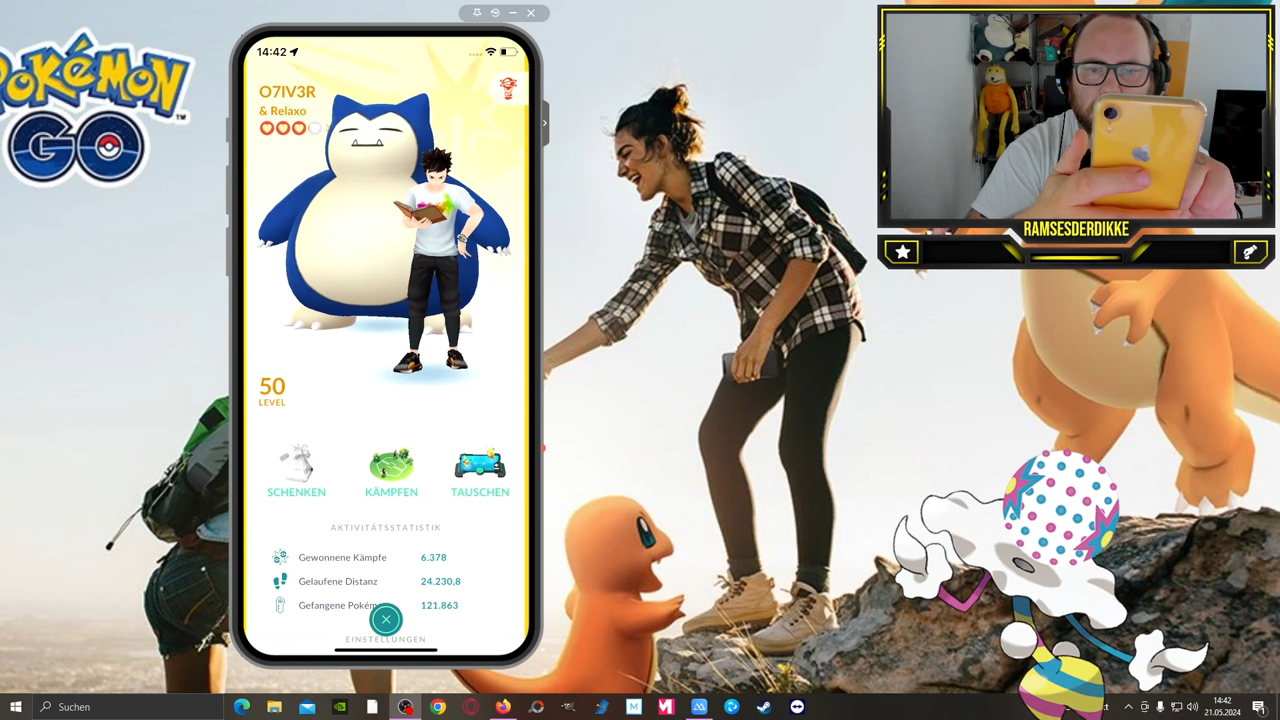 POKÉMON
GO
TM
14:42
O7IV3R
& Relaxo
50
LEVEL
SCHENKEN
KÄMPFEN
TAUSCHEN
AKTIVITÄTSSTATISTIK
Gewonnene Kämpfe 6.378
Gelaufene Distanz 24.230,8
Gefangene 121.863
EINSTELLUNGEN
RAMSESDERDIKKE
Suchen
14:42
21.05.2024